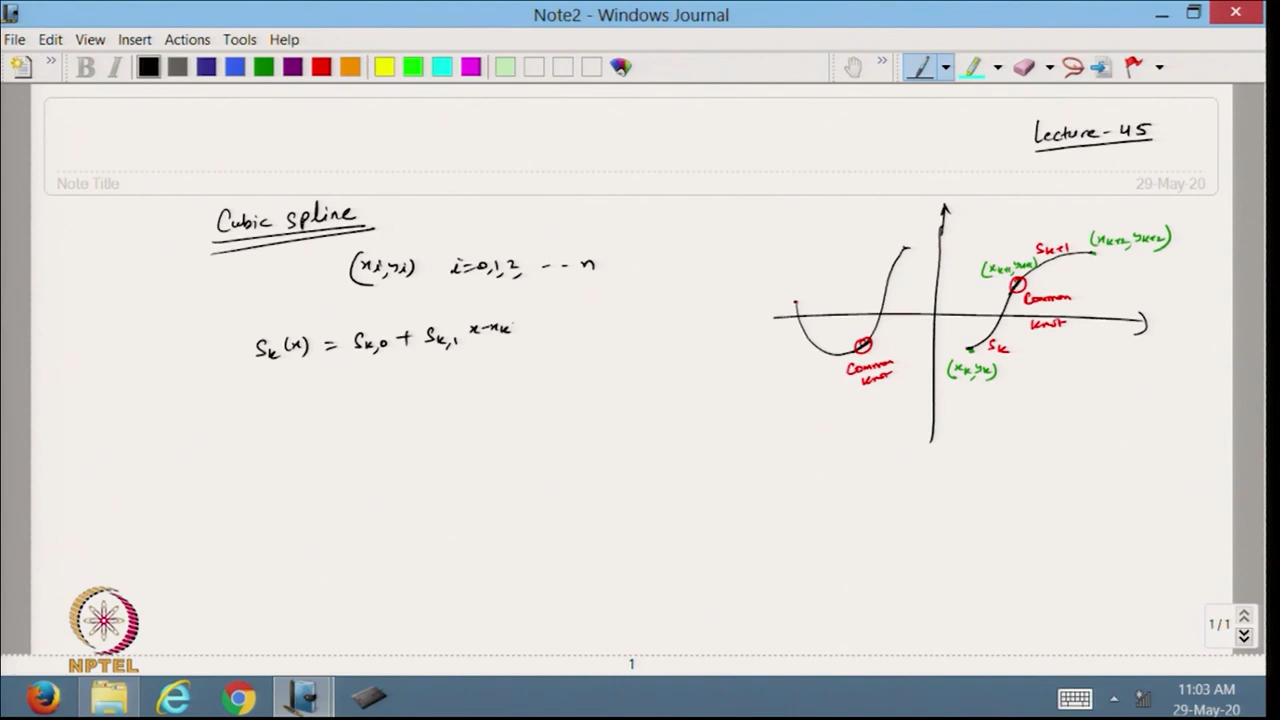 Note2 - Windows Journal
File Edit View Insert Actions Tools Help
Lecture-45
Note Title
29-May-20
Cubic spline
(xi,yi) i=0,1,2, --- n
Sk(x) = Sk,0 + Sk,1 x-xk
Sk+1
(xk+2, yk+2)
(xk+1, yk+1)
Common
knot
Sk
(xk, yk)
Common
knot
1/1
NPTEL
1
11:03 AM
29-May-20